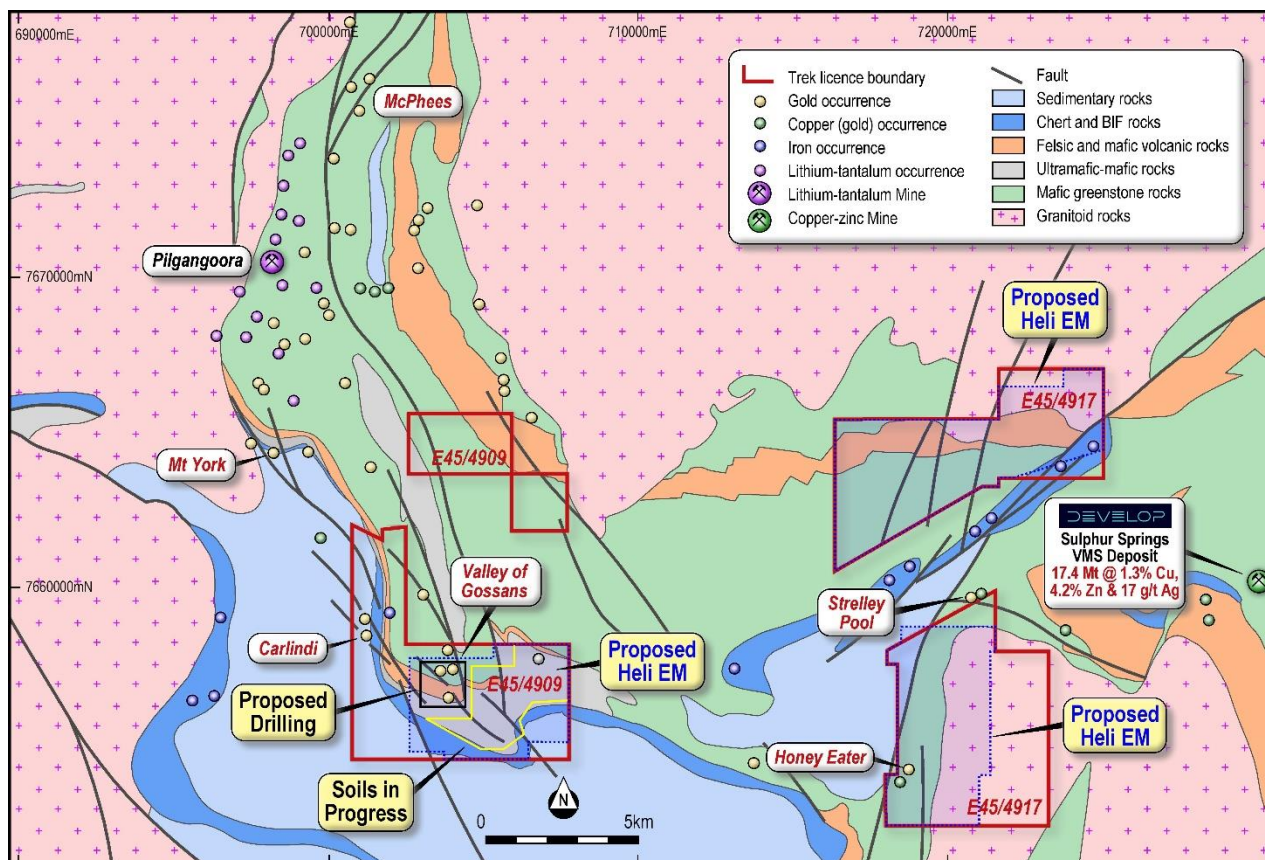 690000mE
700000mE
710000mE
720000mE
7670000mN
7660000mN
Trek licence boundary
Gold occurrence
Copper (gold) occurrence
Iron occurrence
Lithium-tantalum occurrence
Lithium-tantalum Mine
Copper-zinc Mine
Fault
Sedimentary rocks
Chert and BIF rocks
Felsic and mafic volcanic rocks
Ultramafic-mafic rocks
Mafic greenstone rocks
Granitoid rocks
McPhees
Pilgangoora
Proposed
Heli EM
E45/4917
Mt York
E45/4909
DEVELOP
Sulphur Springs
VMS Deposit
17.4 Mt @ 1.3% Cu,
4.2% Zn & 17 g/t Ag
Valley of
Gossans
Strelley
Pool
Carlindi
Proposed
Heli EM
E45/4909
Proposed
Drilling
Proposed
Heli EM
Honey Eater
Soils in
Progress
E45/4917
N
0
5km